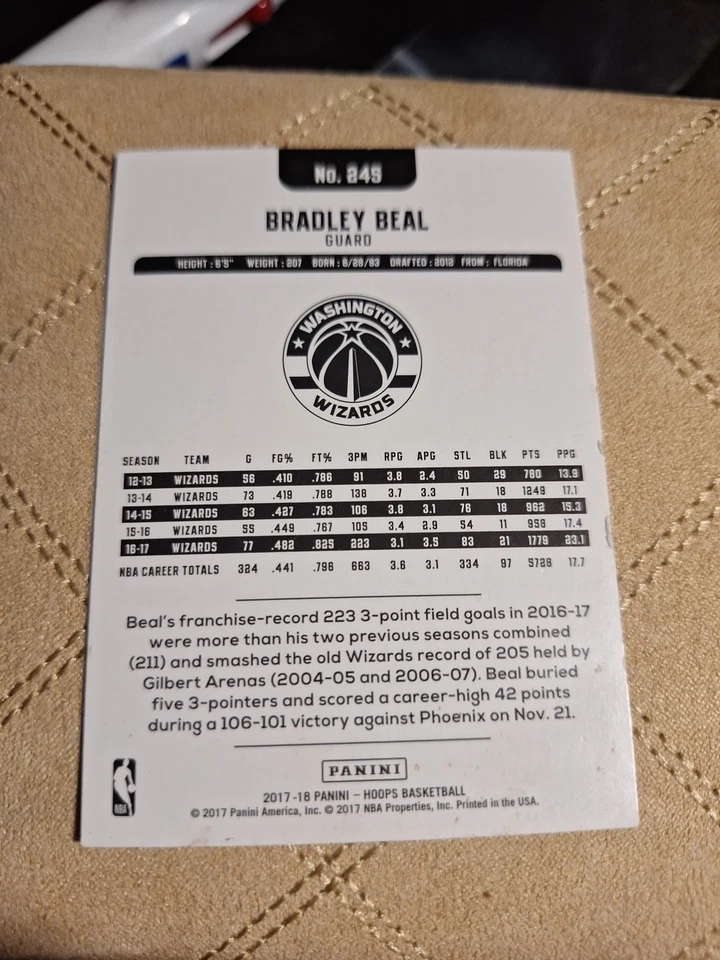 No. 245
BRADLEY BEAL
GUARD
HEIGHT : 6'5" WEIGHT : 207 BORN : 6/28/93 DRAFTED : 2012 FROM : FLORIDA
WASHINGTON
WIZARDS
SEASON TEAM G FG% FT% 3PM RPG APG STL BLK PTS PPG
12-13 WIZARDS 56 .410 .786 91 3.8 2.4 50 29 780 13.9
13-14 WIZARDS 73 .419 .788 138 3.7 3.3 71 18 1249 17.1
14-15 WIZARDS 63 .427 .783 106 3.8 3.1 76 18 962 15.3
15-16 WIZARDS 55 .449 .767 105 3.4 2.9 54 11 958 17.4
16-17 WIZARDS 77 .482 .825 223 3.1 3.5 83 21 1779 23.1
NBA CAREER TOTALS 324 .441 .796 663 3.6 3.1 334 97 5728 17.7
Beal's franchise-record 223 3-point field goals in 2016-17
were more than his two previous seasons combined
(211) and smashed the old Wizards record of 205 held by
Gilbert Arenas (2004-05 and 2006-07). Beal buried
five 3-pointers and scored a career-high 42 points
during a 106-101 victory against Phoenix on Nov. 21.
PANINI
NBA
2017-18 PANINI – HOOPS BASKETBALL
© 2017 Panini America, Inc. © 2017 NBA Properties, Inc. Printed in the USA.